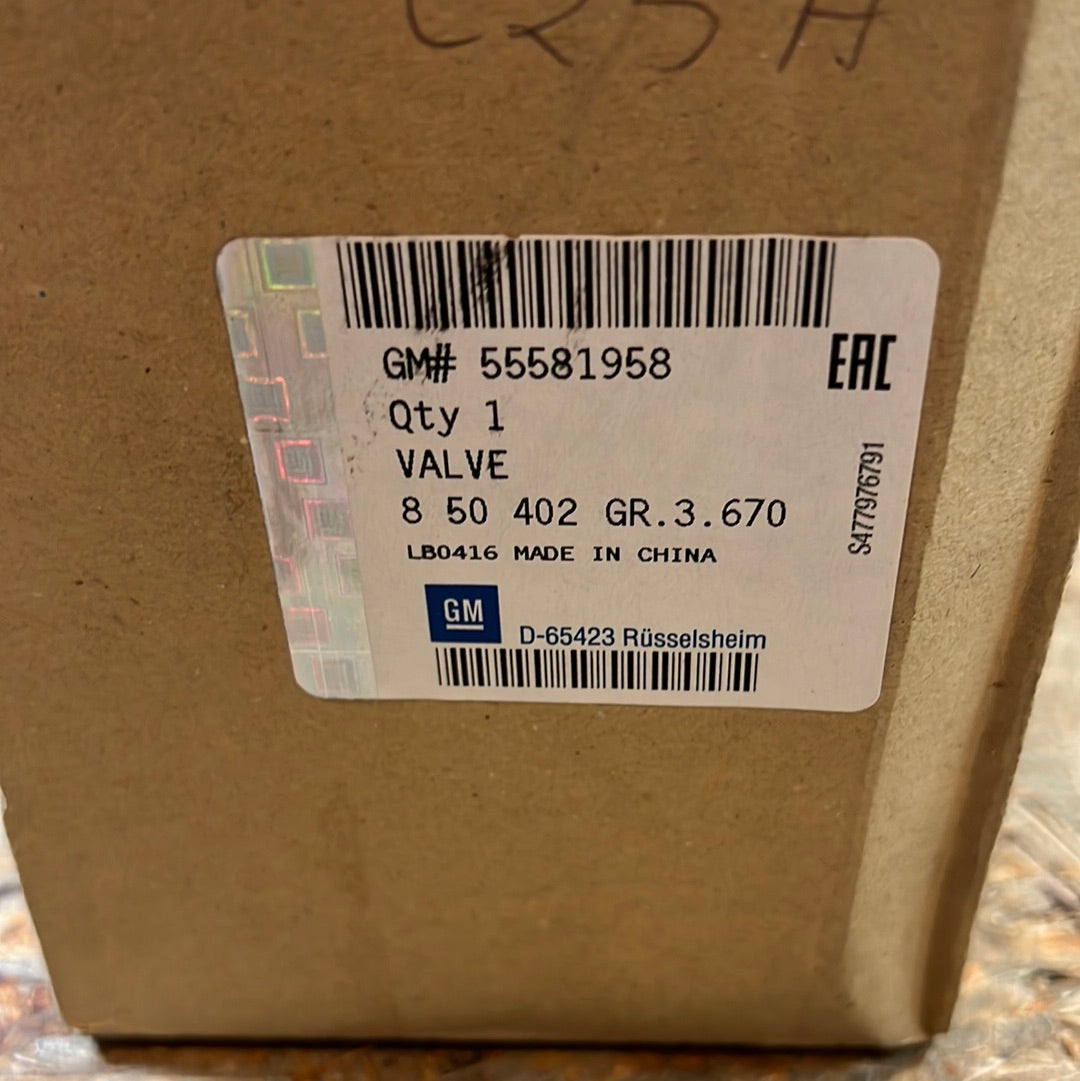 C25A
GM# 55581958
EAC
Qty 1
VALVE
8 50 402 GR.3.670
S477976791
LB0416 MADE IN CHINA
GM
D-65423 Rüsselsheim